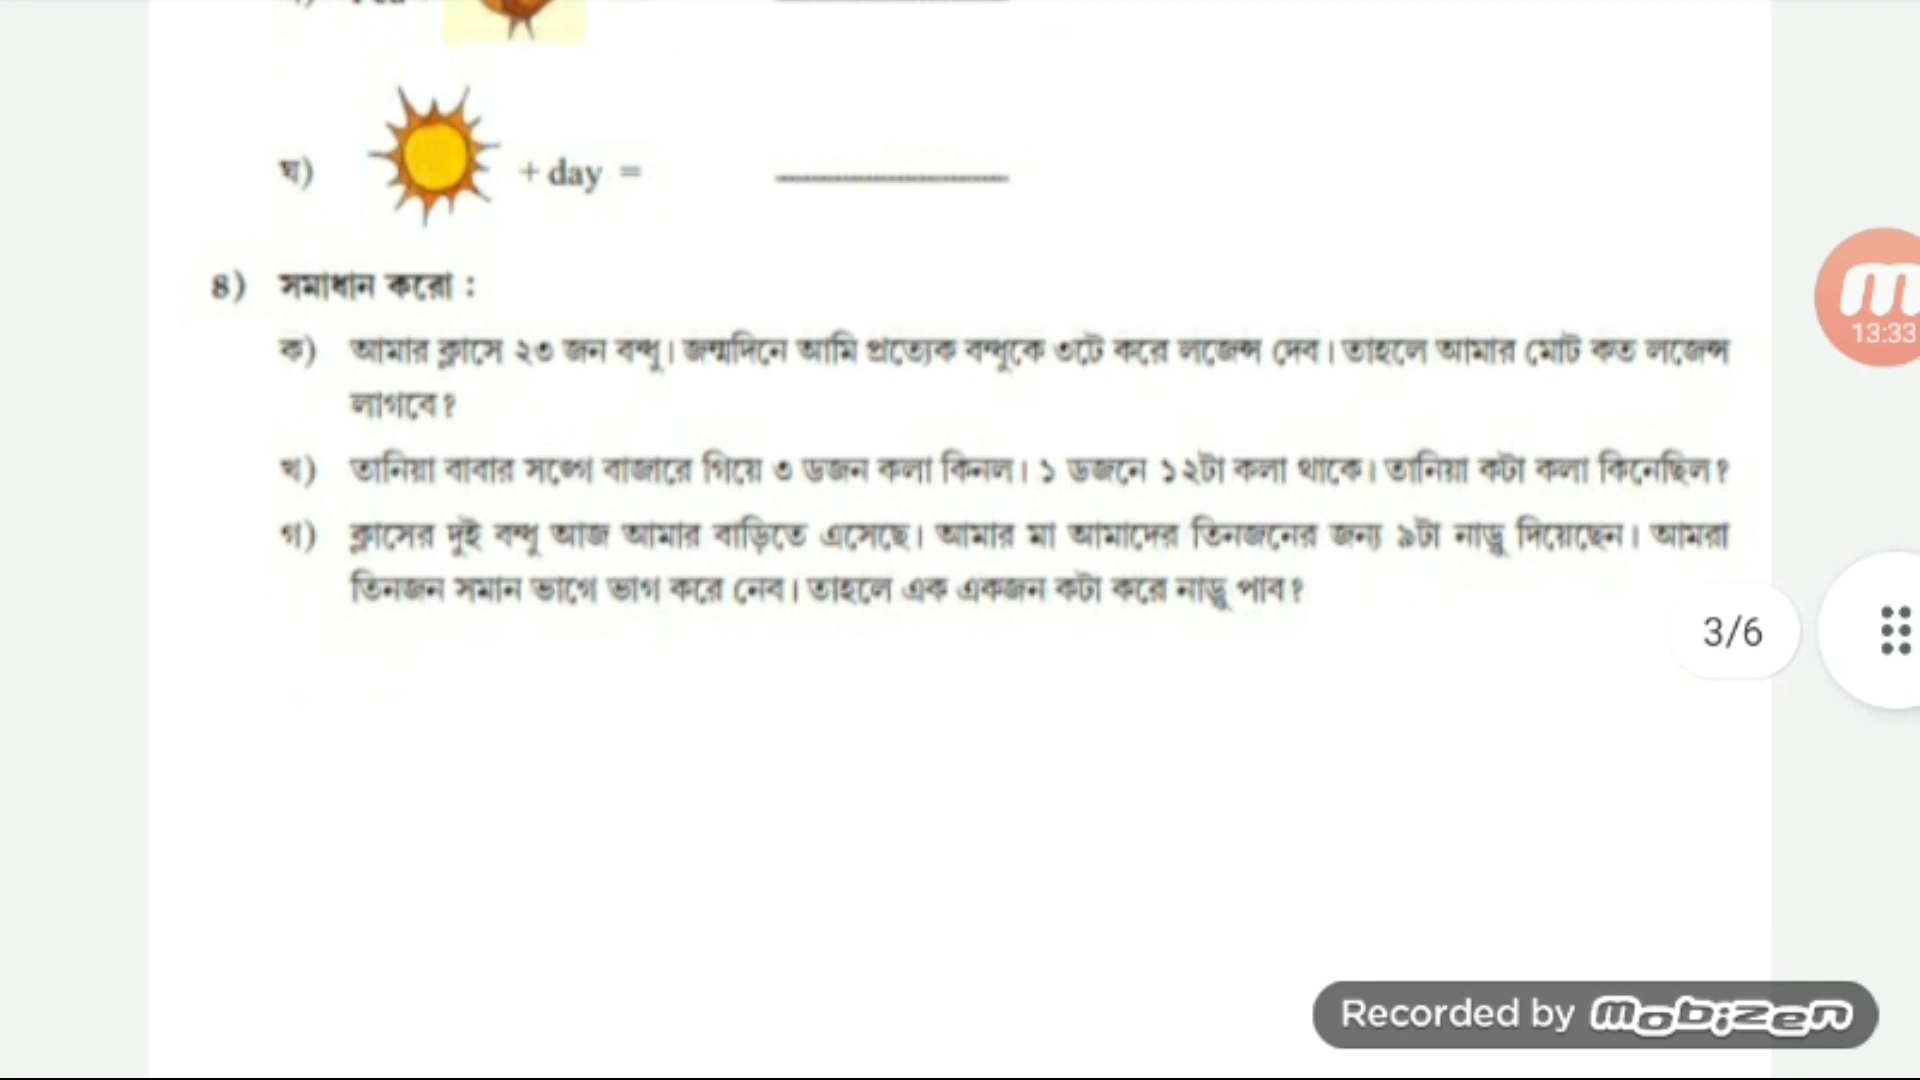 ঘ) + day =
৪) সমাধান করো :
ক) আমার ক্লাসে ২৩ জন বন্ধু। জন্মদিনে আমি প্রত্যেক বন্ধুকে ৩টে করে লজেন্স দেব। তাহলে আমার মোট কত লজেন্স
লাগবে?
খ) তানিয়া বাবার সঙ্গে বাজারে গিয়ে ৩ ডজন কলা কিনল। ১ ডজনে ১২টা কলা থাকে। তানিয়া কটা কলা কিনেছিল?
গ) ক্লাসের দুই বন্ধু আজ আমার বাড়িতে এসেছে। আমার মা আমাদের তিনজনের জন্য ৯টা নাড়ু দিয়েছেন। আমরা
তিনজন সমান ভাগে ভাগ করে নেব। তাহলে এক একজন কটা করে নাড়ু পাব?
13:33
3/6
Recorded by mobizen